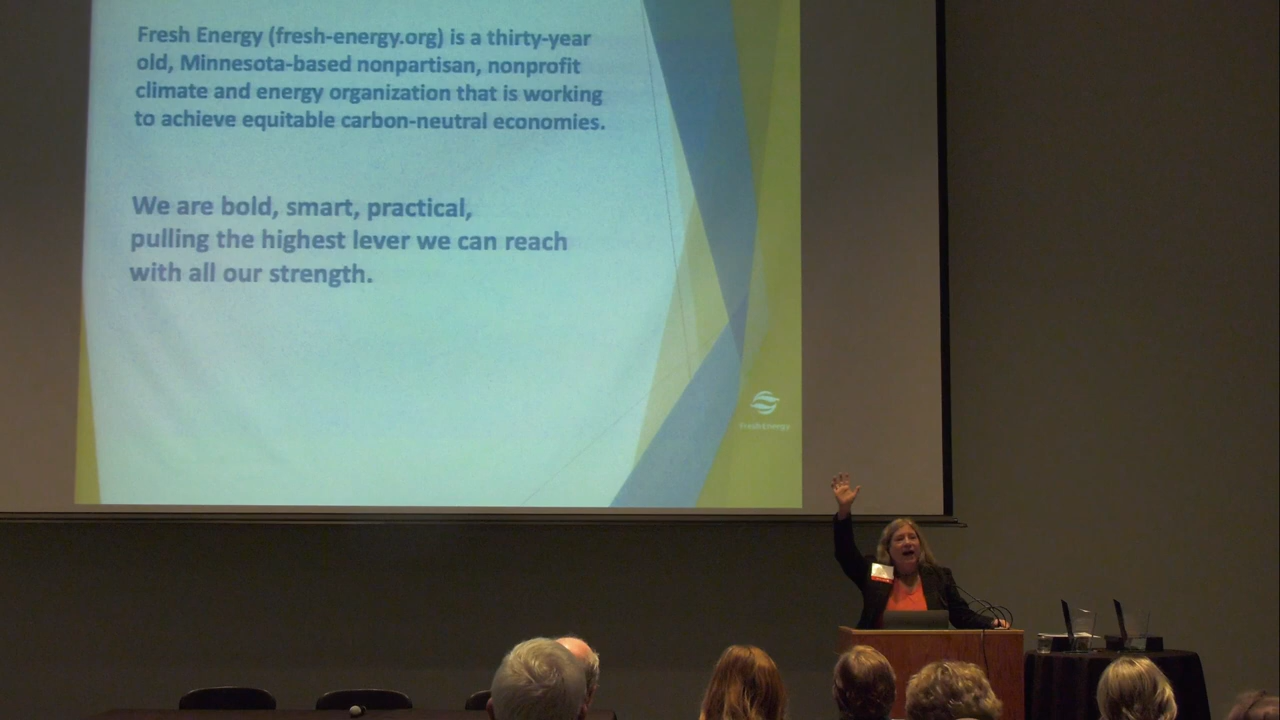 Fresh Energy (fresh-energy.org) is a thirty-year
old, Minnesota-based nonpartisan, nonprofit
climate and energy organization that is working
to achieve equitable carbon-neutral economies.
We are bold, smart, practical,
pulling the highest lever we can reach
with all our strength.
Fresh Energy